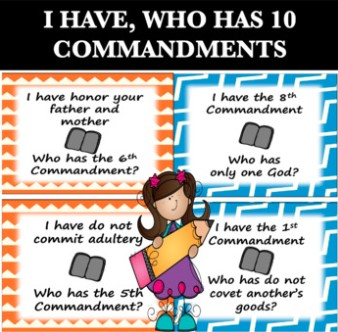 I HAVE, WHO HAS 10
COMMANDMENTS
I have honor your
father and
mother
Who has the 6th
Commandment?
I have the 8th
Commandment
Who has
only one God?
I have do not
commit adultery
Who has the 5th
Commandment?
I have the 1st
Commandment
Who has do not
covet another's
goods?